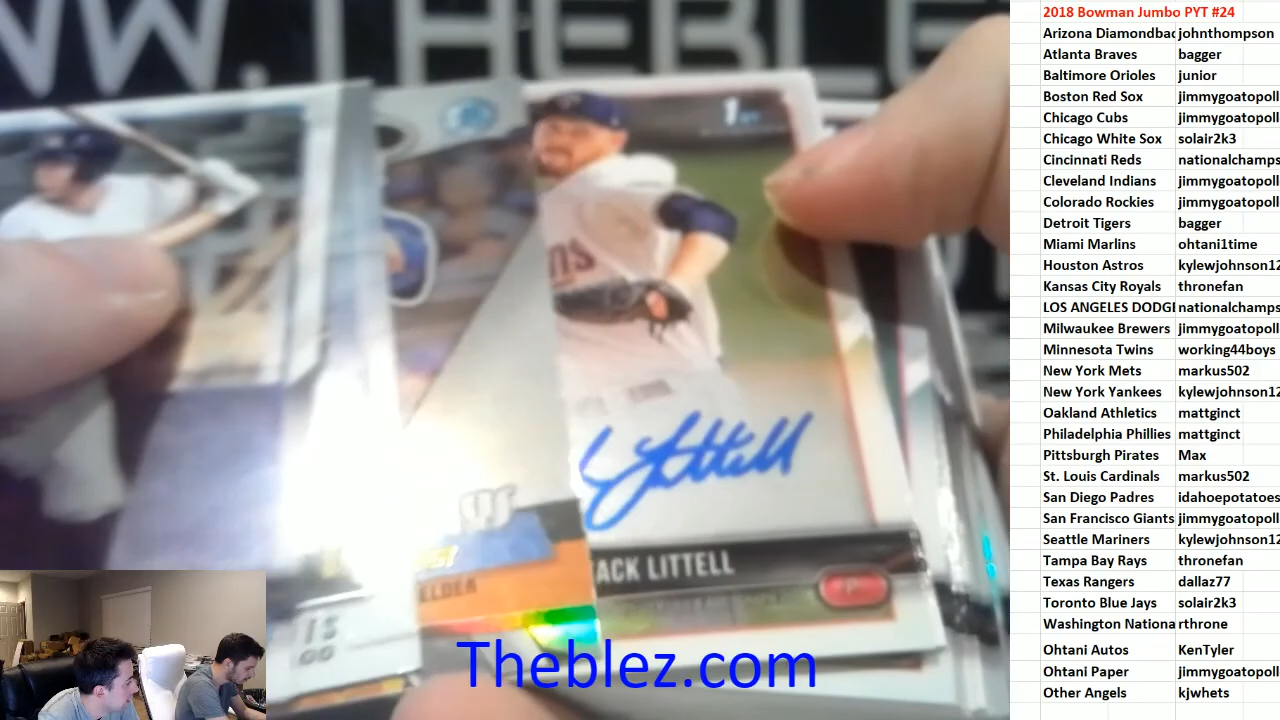 W.THEBLE
2018 Bowman Jumbo PYT #24
Arizona Diamondbac johnthompson
Atlanta Braves bagger
Baltimore Orioles junior
Boston Red Sox jimmygoatopoll
Chicago Cubs jimmygoatopoll
Chicago White Sox solair2k3
Cincinnati Reds nationalchamps
Cleveland Indians jimmygoatopoll
Colorado Rockies jimmygoatopoll
Detroit Tigers bagger
Miami Marlins ohtani1time
Houston Astros kylewjohnson12
Kansas City Royals thronefan
LOS ANGELES DODG nationalchamps
Milwaukee Brewers jimmygoatopoll
Minnesota Twins working44boys
New York Mets markus502
New York Yankees kylewjohnson12
Oakland Athletics mattginct
Philadelphia Phillies mattginct
Pittsburgh Pirates Max
St. Louis Cardinals markus502
San Diego Padres idahoepotatoes
San Francisco Giants jimmygoatopoll
Seattle Mariners kylewjohnson12
Tampa Bay Rays thronefan
Texas Rangers dallaz77
Toronto Blue Jays solair2k3
Washington Nationa rthrone
Ohtani Autos KenTyler
Ohtani Paper jimmygoatopoll
Other Angels kjwhets
Littell
ACK LITTELL
P
ELDER
Theblez.com